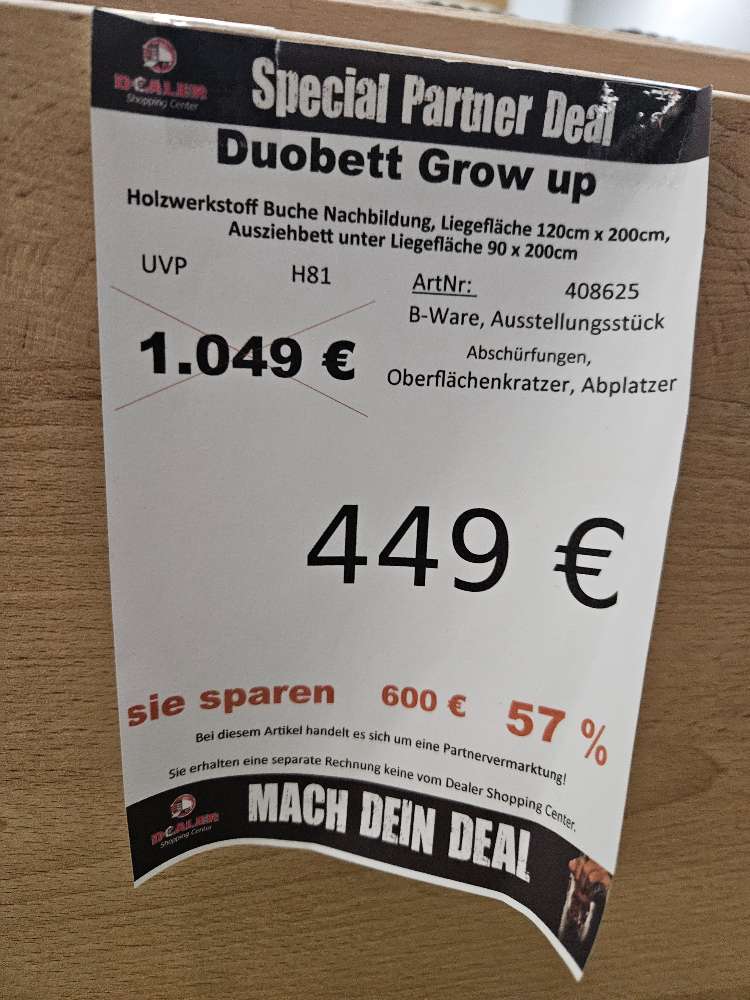 DEALER
Shopping Center
Special Partner Deal
Duobett Grow up
Holzwerkstoff Buche Nachbildung, Liegefläche 120cm x 200cm,
Ausziehbett unter Liegefläche 90 x 200cm
UVP H81 ArtNr: 408625
B-Ware, Ausstellungsstück
1.049 €
Abschürfungen,
Oberflächenkratzer, Abplatzer
449 €
sie sparen 600 € 57 %
Bei diesem Artikel handelt es sich um eine Partnervermarktung!
Sie erhalten eine separate Rechnung keine vom Dealer Shopping Center.
DEALER
Shopping Center
MACH DEIN DEAL